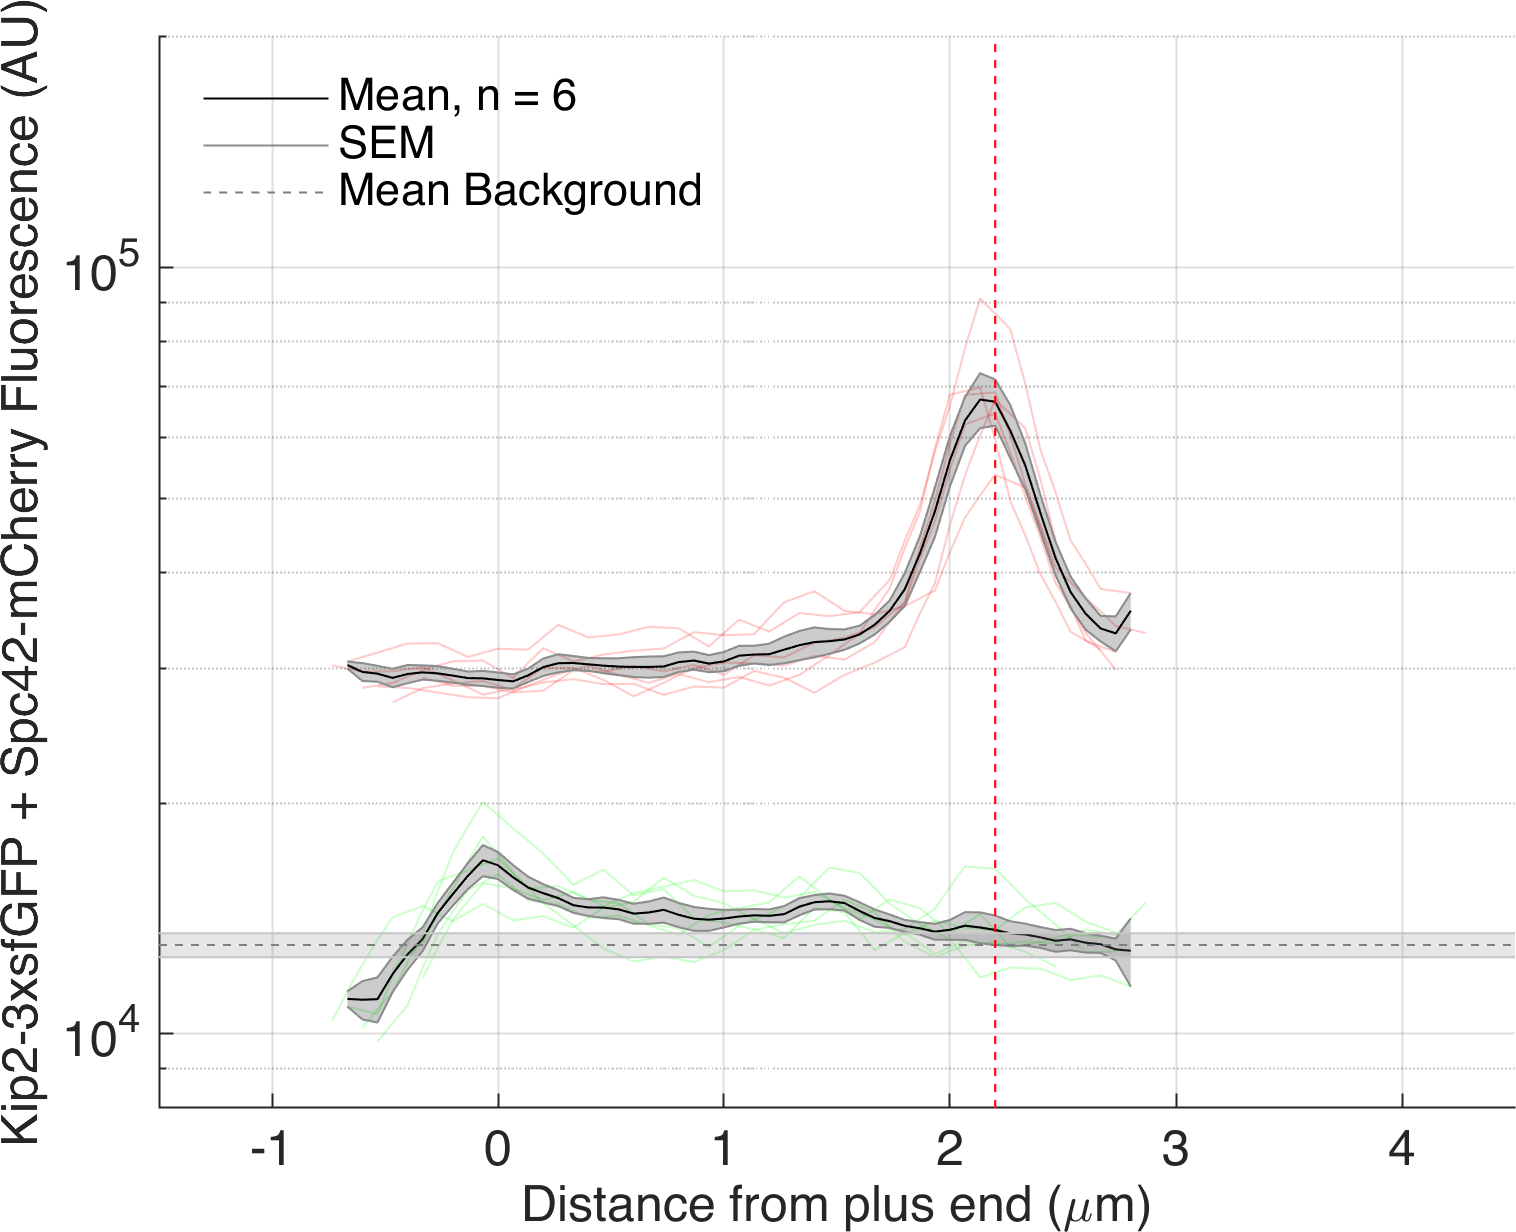 Kip2-3xsfGFP + Spc42-mCherry Fluorescence (AU)
Mean, n = 6
SEM
Mean Background
10^5
10^4
-1 0 1 2 3 4
Distance from plus end (μm)